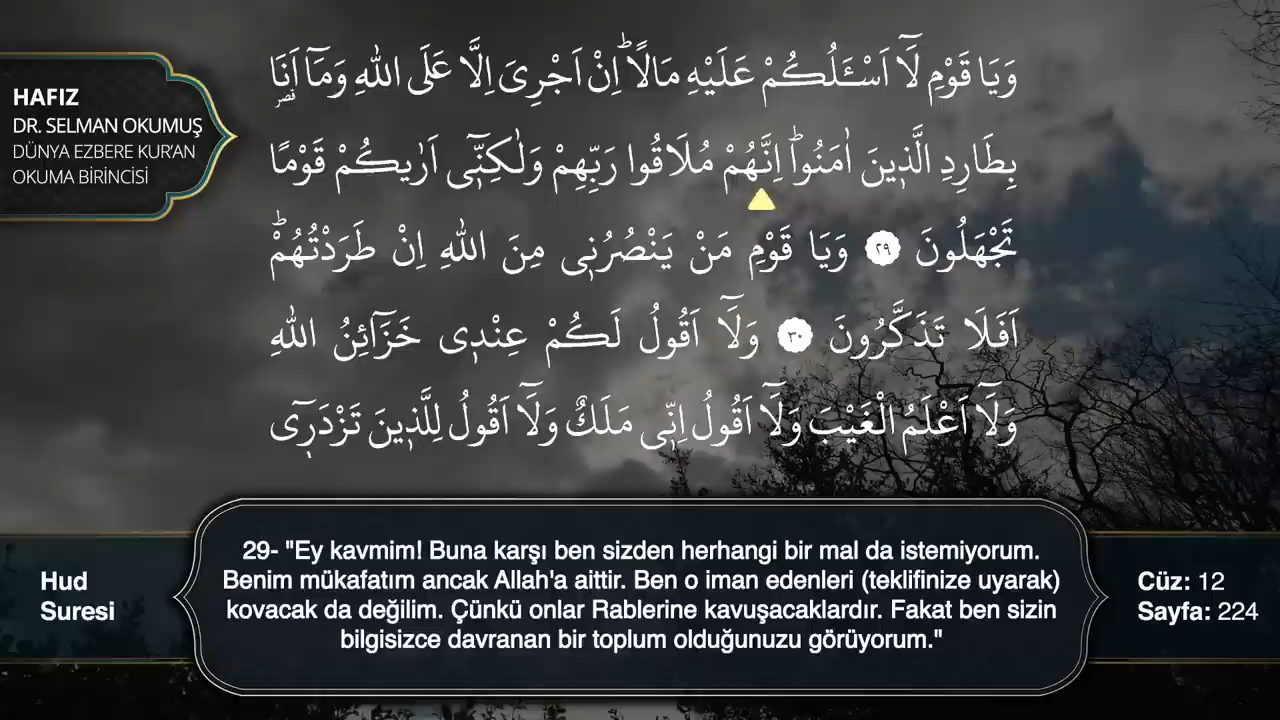 HAFIZ
DR. SELMAN OKUMUŞ
DÜNYA EZBERE KUR'AN
OKUMA BİRİNCİSİ
وَيَا قَوْمِ لَٓا اَسْـَٔلُكُمْ عَلَيْهِ مَالًاۜ اِنْ اَجْرِىَ اِلَّا عَلَى اللّٰهِ وَمَٓا اَنَا۬
بِطَارِدِ الَّذٖينَ اٰمَنُواۜ اِنَّهُمْ مُلَاقُوا رَبِّهِمْ وَلٰكِنّٖٓى اَرٰيكُمْ قَوْمًا
تَجْهَلُونَ ﴿٢٩﴾ وَيَا قَوْمِ مَنْ يَنْصُرُنٖى مِنَ اللّٰهِ اِنْ طَرَدْتُهُمْۜ
اَفَلَا تَذَكَّرُونَ ﴿٣٠﴾ وَلَٓا اَقُولُ لَكُمْ عِنْدٖى خَزَٓائِنُ اللّٰهِ
وَلَٓا اَعْلَمُ الْغَيْبَ وَلَٓا اَقُولُ اِنّٖى مَلَكٌ وَلَٓا اَقُولُ لِلَّذٖينَ تَزْدَرٖٓى
29- "Ey kavmim! Buna karşı ben sizden herhangi bir mal da istemiyorum.
Benim mükafatım ancak Allah'a aittir. Ben o iman edenleri (teklifinize uyarak)
kovacak da değilim. Çünkü onlar Rablerine kavuşacaklardır. Fakat ben sizin
bilgisizce davranan bir toplum olduğunuzu görüyorum."
Hud
Suresi
Cüz: 12
Sayfa: 224